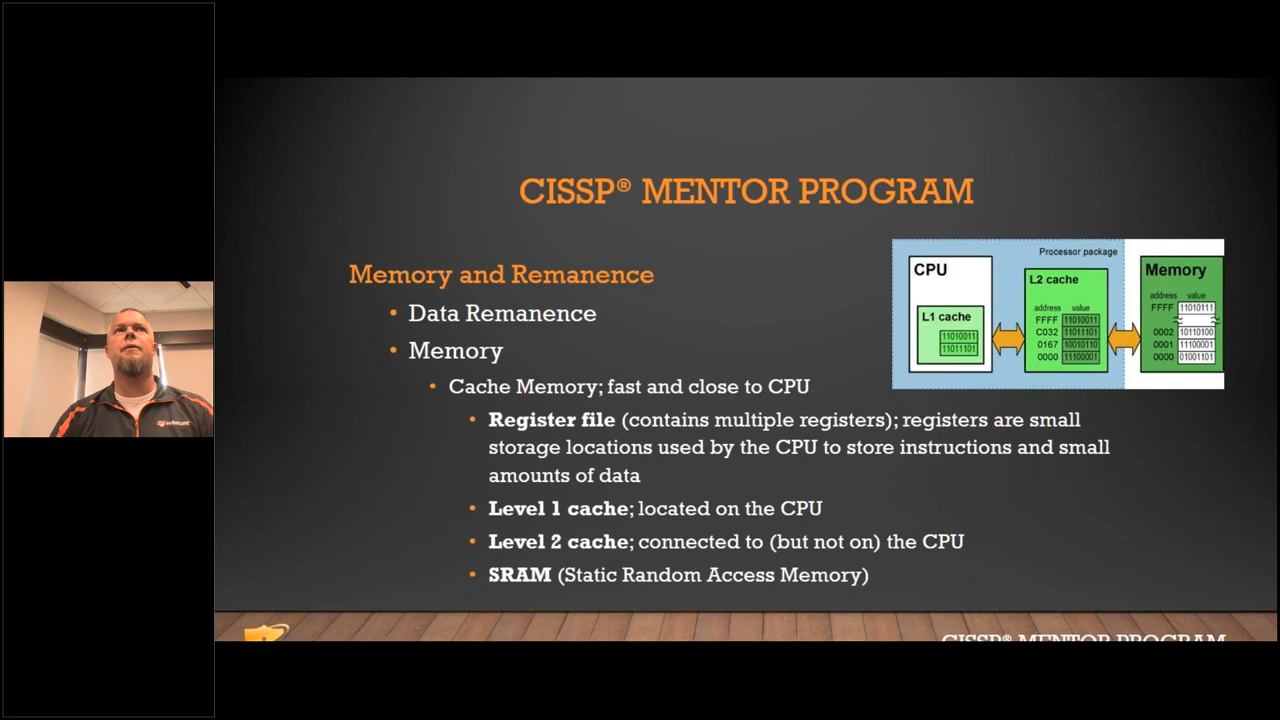 CISSP® MENTOR PROGRAM
Memory and Remanence
• Data Remanence
• Memory
• Cache Memory; fast and close to CPU
• Register file (contains multiple registers); registers are small
storage locations used by the CPU to store instructions and small
amounts of data
• Level 1 cache; located on the CPU
• Level 2 cache; connected to (but not on) the CPU
• SRAM (Static Random Access Memory)
Processor package
CPU
L1 cache
11010011
11011101
L2 cache
address value
FFFF 11010011
C032 11011101
0167 10010110
0000 11100001
Memory
address value
FFFF 11010111
0002 10110100
0001 11100001
0000 01001101
CISSP® MENTOR PROGRAM